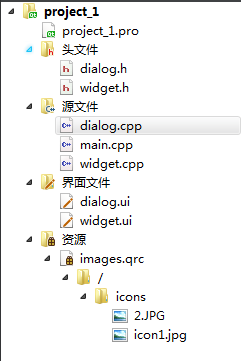 project_1
project_1.pro
头文件
dialog.h
widget.h
源文件
dialog.cpp
main.cpp
widget.cpp
界面文件
dialog.ui
widget.ui
资源
images.qrc
/
icons
2.JPG
icon1.jpg